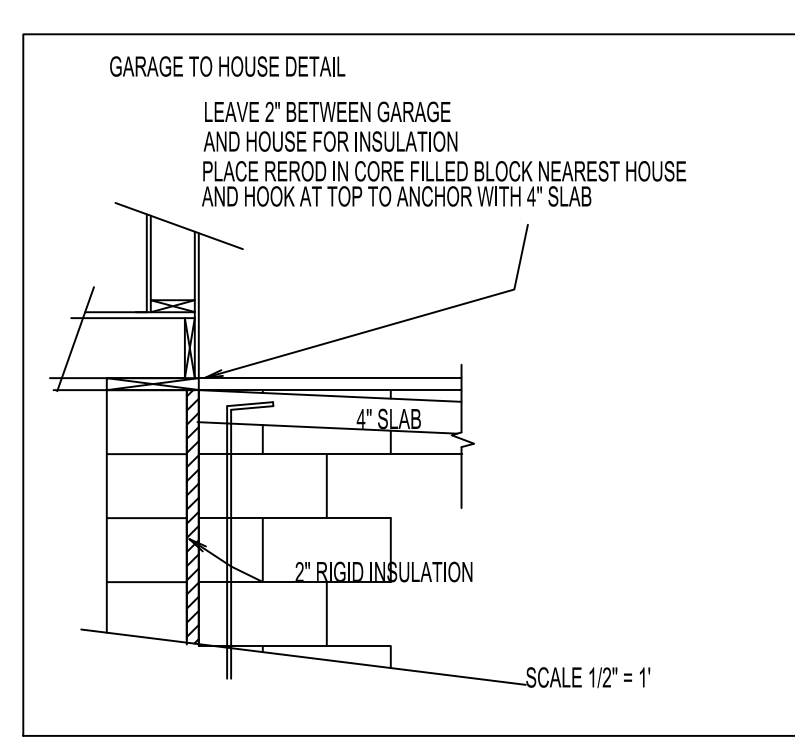 GARAGE TO HOUSE DETAIL
LEAVE 2" BETWEEN GARAGE
AND HOUSE FOR INSULATION
PLACE REROD IN CORE FILLED BLOCK NEAREST HOUSE
AND HOOK AT TOP TO ANCHOR WITH 4" SLAB
4" SLAB
2" RIGID INSULATION
SCALE 1/2" = 1'